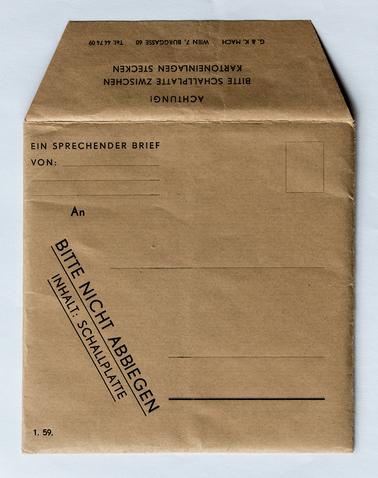 G. & K. MACH WIEN 7, BURGGASSE 60 Tel. 44 74 09
ACHTUNG!
BITTE SCHALLPLATTE ZWISCHEN
KARTONEINLAGEN STECKEN
EIN SPRECHENDER BRIEF
VON:
An
BITTE NICHT ABBIEGEN
INHALT: SCHALLPLATTE
1. 59.